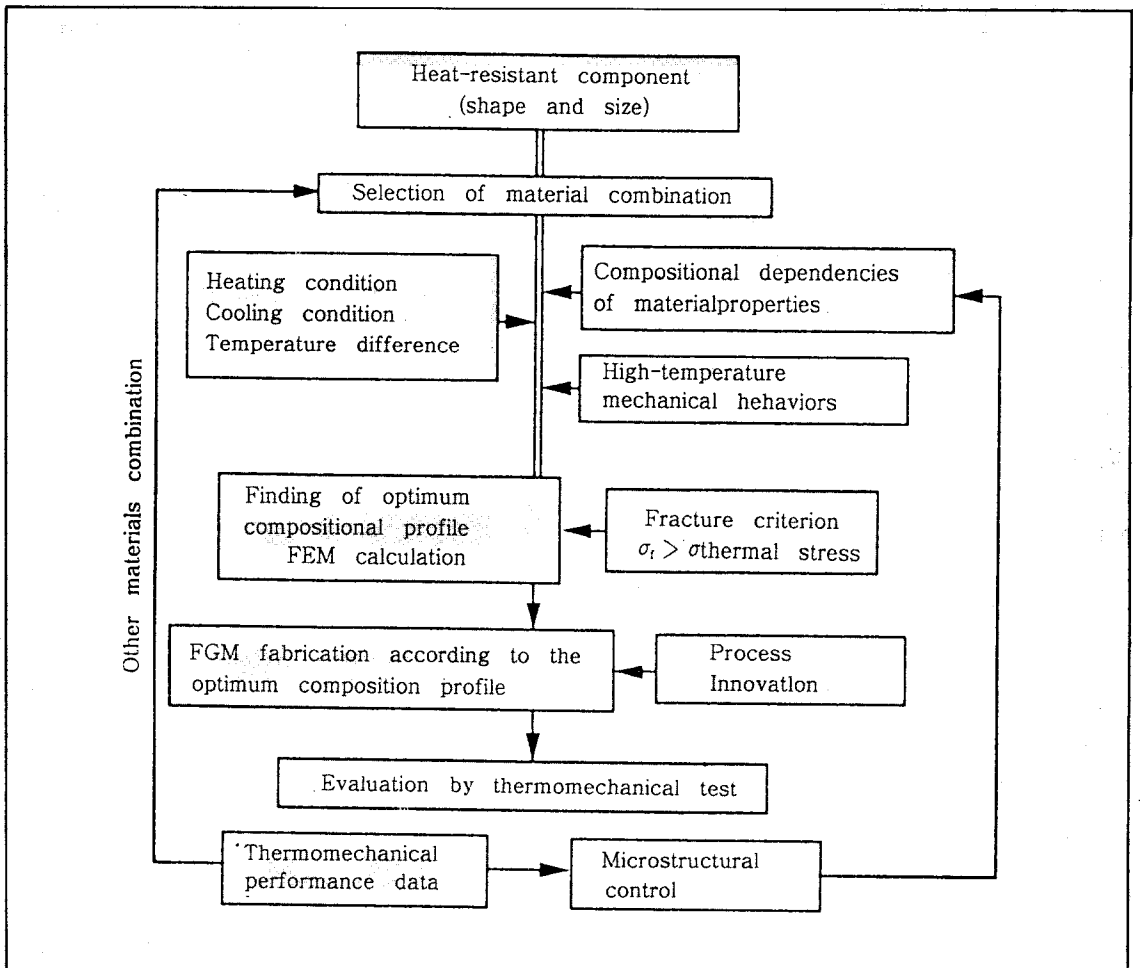 Heat-resistant component
(shape and size)
Selection of material combination
Heating condition
Cooling condition
Temperature difference
Compositional dependencies
of materialproperties
High-temperature
mechanical hehaviors
Other materials combination
Finding of optimum
compositional profile
FEM calculation
Fracture criterion
σf > σthermal stress
FGM fabrication according to the
optimum composition profile
Process
Innovatlon
Evaluation by thermomechanical test
Thermomechanical
performance data
Microstructural
control